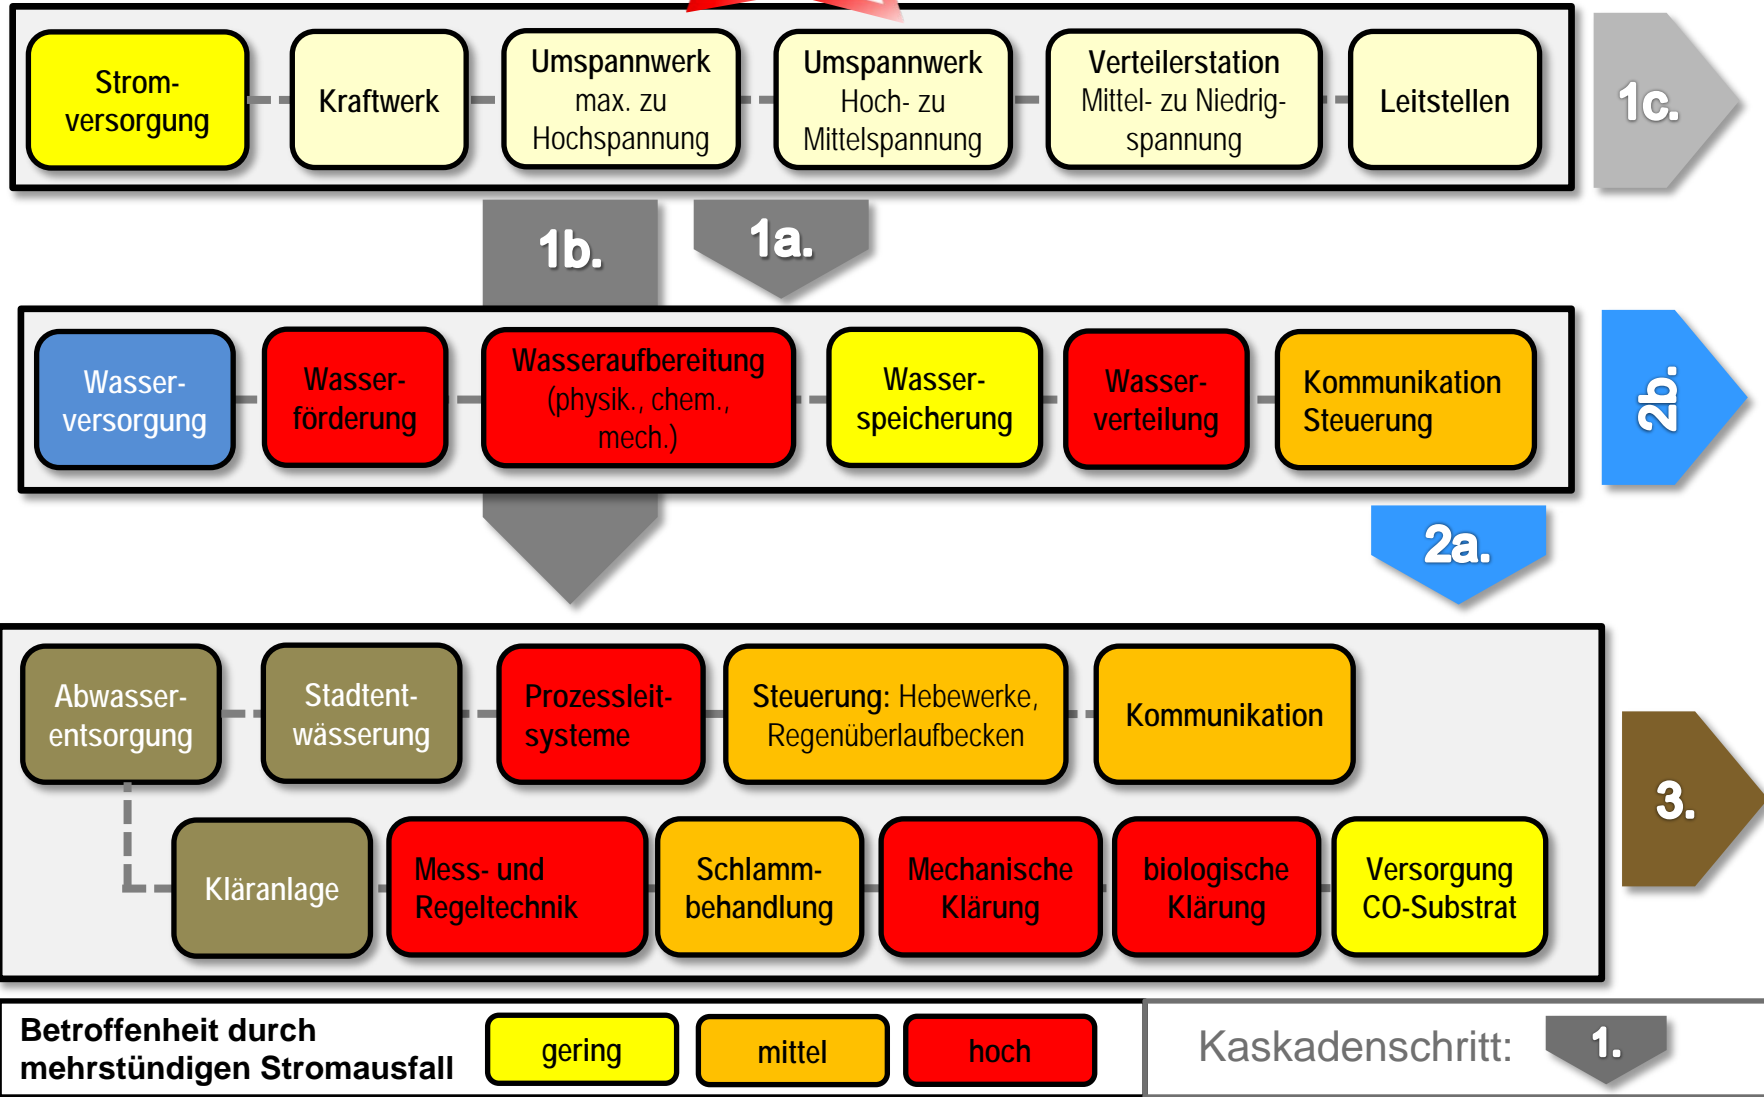 Strom-
versorgung
Kraftwerk
Umspannwerk
max. zu
Hochspannung
Umspannwerk
Hoch- zu
Mittelspannung
Verteilerstation
Mittel- zu Niedrig-
spannung
Leitstellen
1c.
1b.
1a.
Wasser-
versorgung
Wasser-
förderung
Wasseraufbereitung
(physik., chem.,
mech.)
Wasser-
speicherung
Wasser-
verteilung
Kommunikation
Steuerung
2b.
2a.
Abwasser-
entsorgung
Stadtent-
wässerung
Prozessleit-
systeme
Steuerung: Hebewerke,
Regenüberlaufbecken
Kommunikation
3.
Kläranlage
Mess- und
Regeltechnik
Schlamm-
behandlung
Mechanische
Klärung
biologische
Klärung
Versorgung
CO-Substrat
Betroffenheit durch
mehrstündigen Stromausfall
gering
mittel
hoch
Kaskadenschritt:
1.